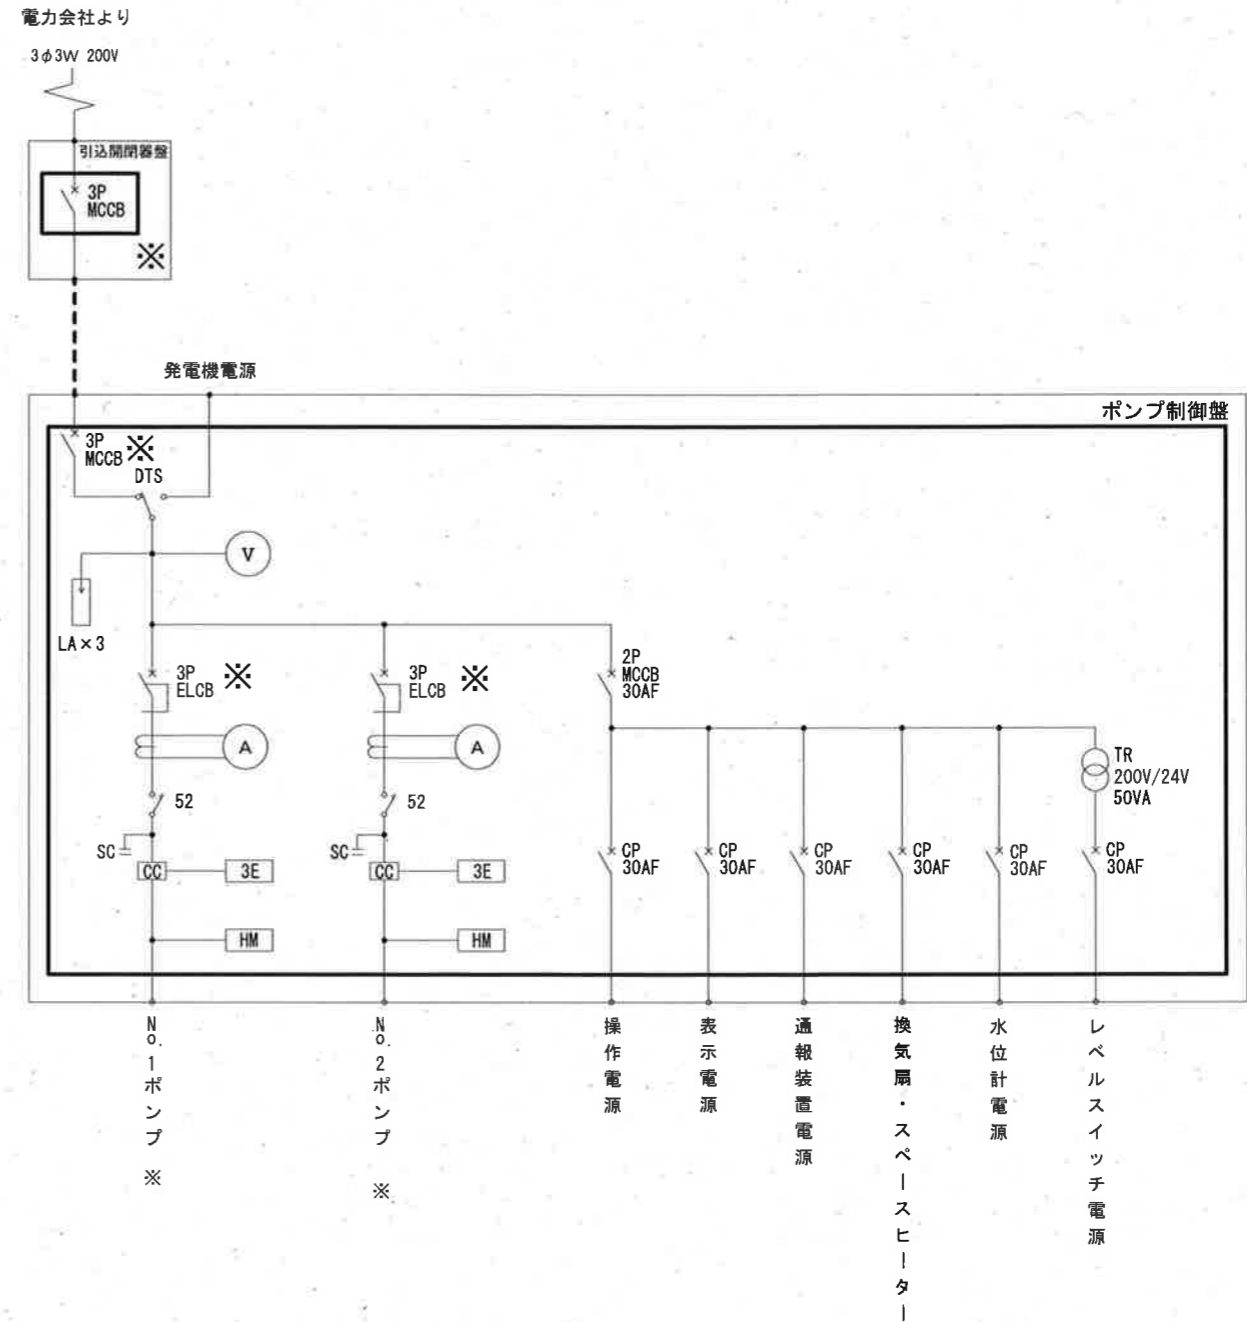 電力会社より
3φ3W 200V
引込開閉器盤
3P
MCCB
※
発電機電源
ポンプ制御盤
3P
MCCB ※
DTS
V
LA×3
3P
ELCB ※
3P
ELCB ※
2P
MCCB
30AF
A
A
TR
200V/24V
50VA
52
52
SC
SC
CC
3E
CC
3E
CP
30AF
CP
30AF
CP
30AF
CP
30AF
CP
30AF
CP
30AF
HM
HM
No.1ポンプ ※
No.2ポンプ ※
操作電源
表示電源
通報装置電源
換気扇・スペースヒーター
水位計電源
レベルスイッチ電源